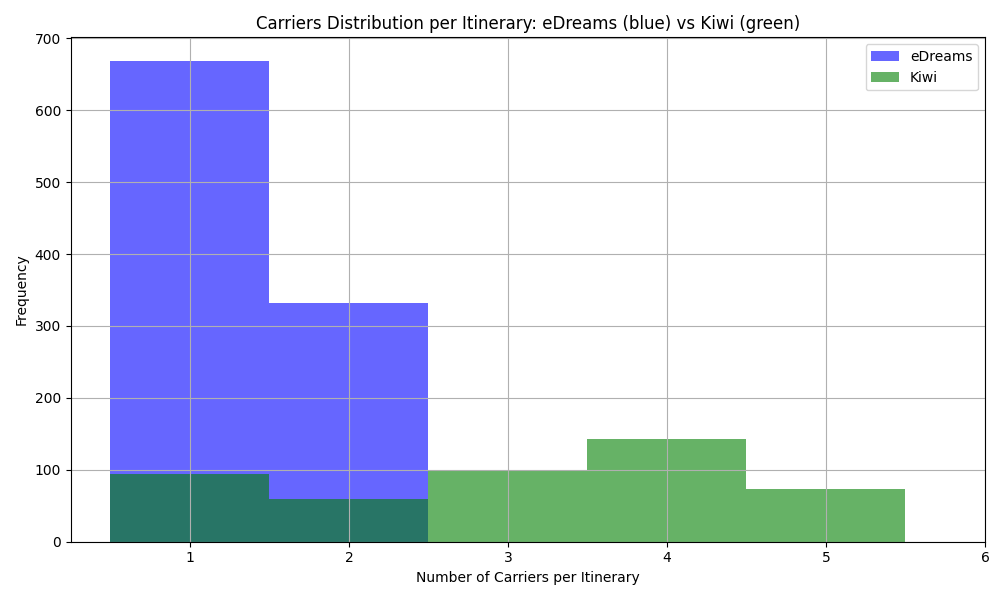 Carriers Distribution per Itinerary: eDreams (blue) vs Kiwi (green)
700
600
500
400
300
200
100
0
Frequency
eDreams
Kiwi
1 2 3 4 5 6
Number of Carriers per Itinerary